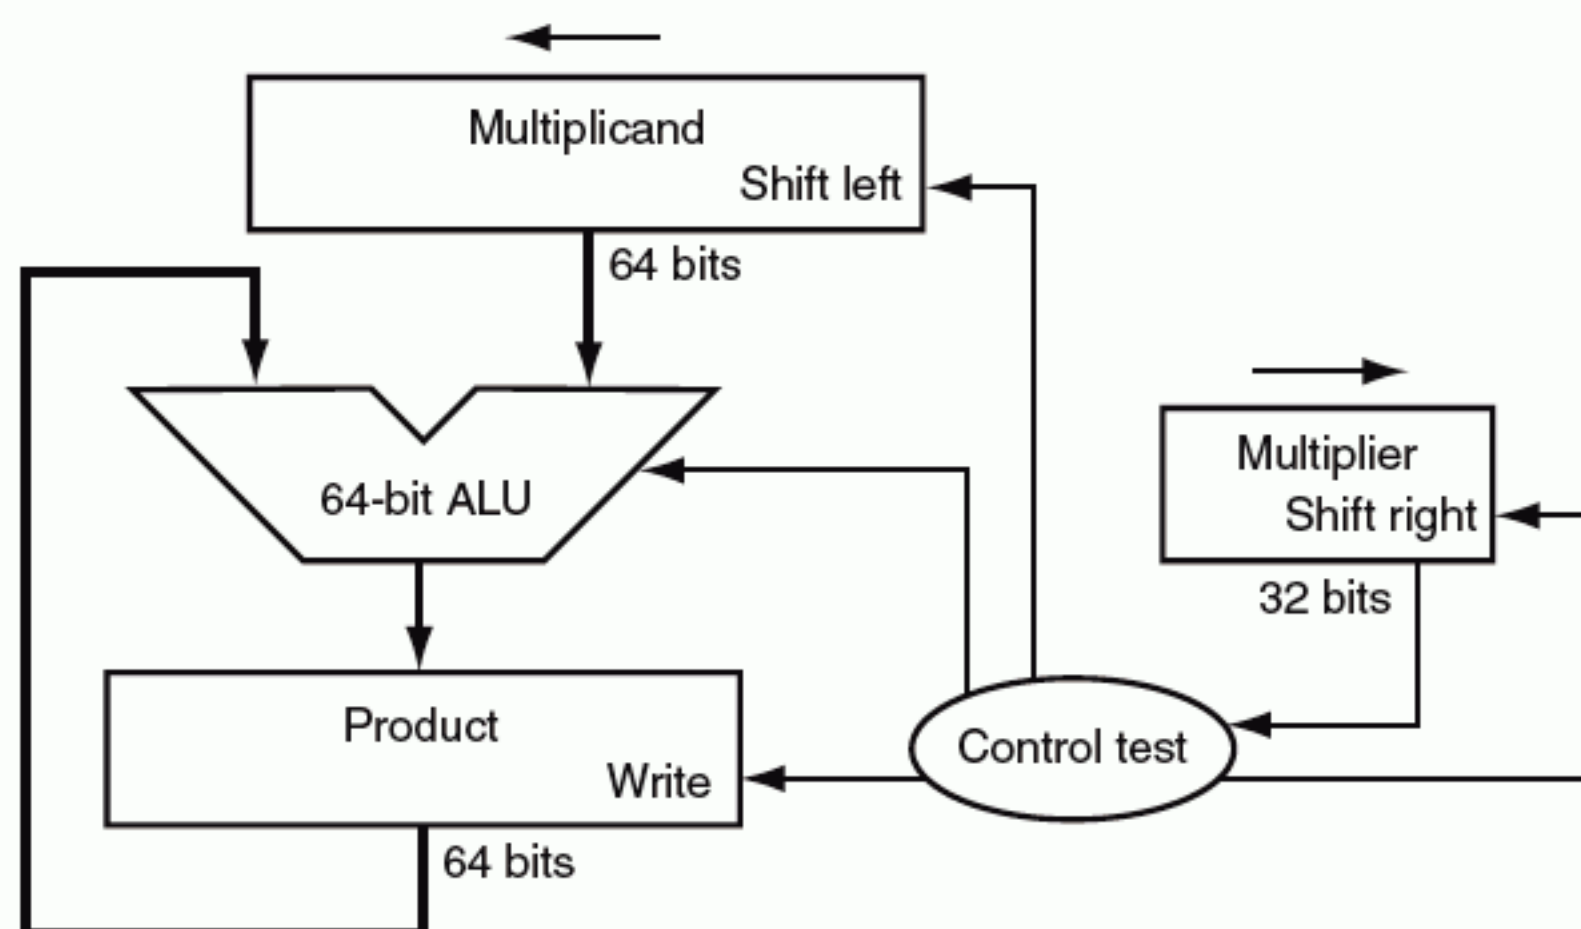 Multiplicand
Shift left
64 bits
64-bit ALU
Multiplier
Shift right
32 bits
Product
Write
Control test
64 bits